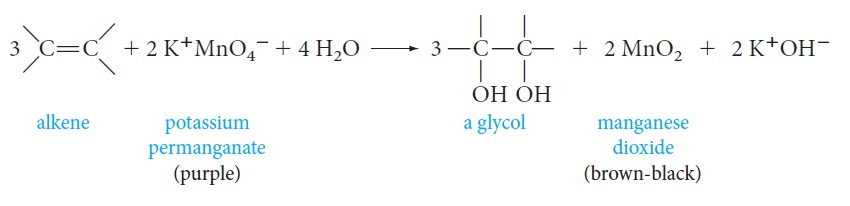 3 C=C + 2 K⁺MnO₄⁻ + 4 H₂O ⟶ 3 —C—C— + 2 MnO₂ + 2 K⁺OH⁻
OH OH
alkene potassium permanganate (purple) a glycol manganese dioxide (brown-black)